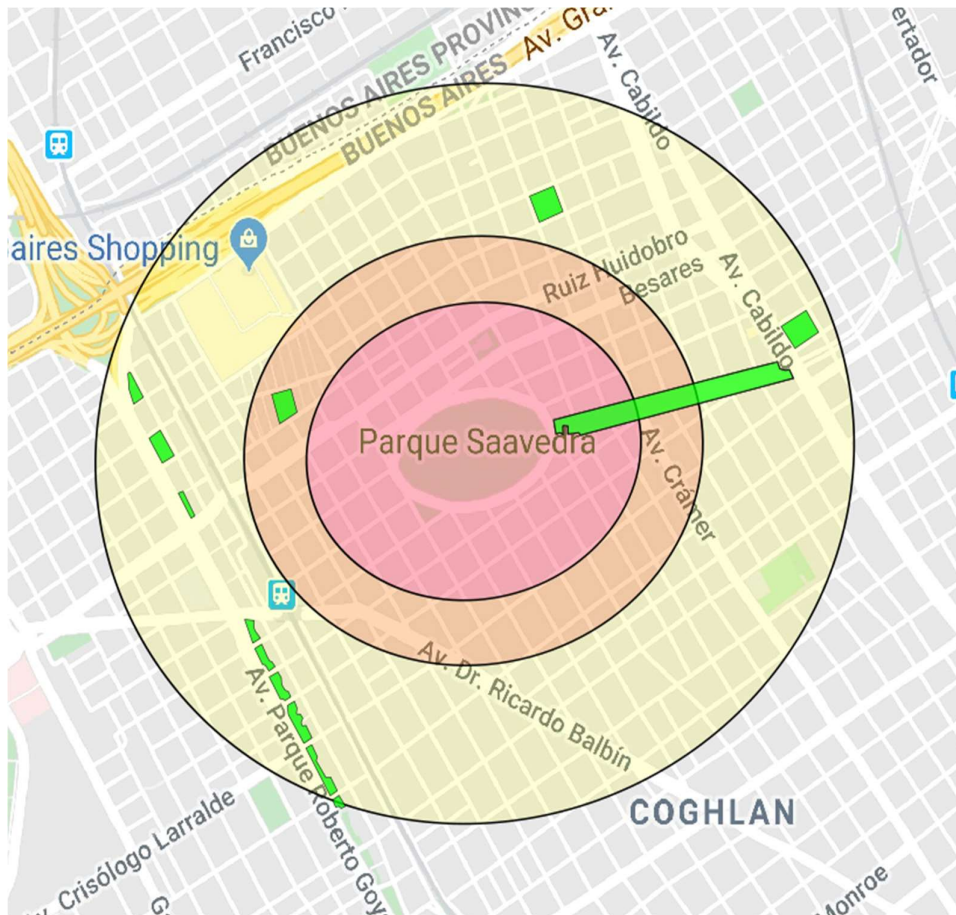 Francisco
BUENOS AIRES PROVINC
BUENOS AIRES
Av. Gra
Av. Cabildo
ertador
aires Shopping
Ruiz Huidobro
Besares
Av. Cabildo
Parque Saavedra
Av. Crámer
Av. Dr. Ricardo Balbín
Av. Parque Roberto Goye
COGHLAN
v. Crisólogo Larralde
G
Monroe